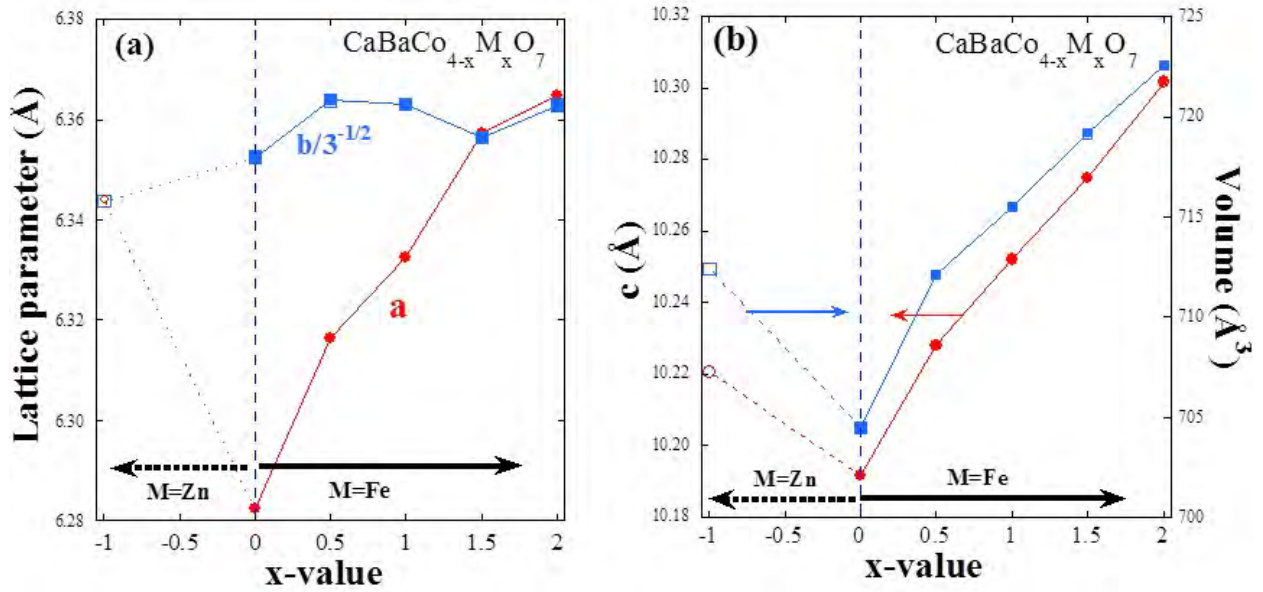 (a)
CaBaCo4-xMxO7
b/3^-1/2
a
M=Zn
M=Fe
6.38
6.36
6.34
6.32
6.30
6.28
Lattice parameter (Å)
-1 -0.5 0 0.5 1 1.5 2
x-value
(b)
CaBaCo4-xMxO7
M=Zn
M=Fe
10.32
10.30
10.28
10.26
10.24
10.22
10.20
10.18
c (Å)
725
720
715
710
705
700
Volume (Å^3)
-1 -0.5 0 0.5 1 1.5 2
x-value